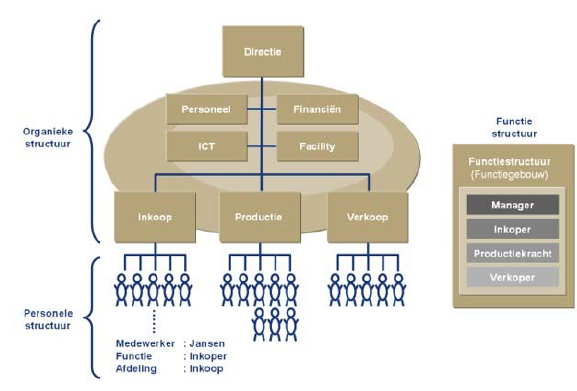 Directie
Personeel
Financiën
ICT
Facility
Organieke
structuur
Inkoop
Productie
Verkoop
Personele
structuur
Medewerker : Jansen
Functie : Inkoper
Afdeling : Inkoop
Functie
structuur
Functiestructuur
(Functiegebouw)
Manager
Inkoper
Productiekracht
Verkoper